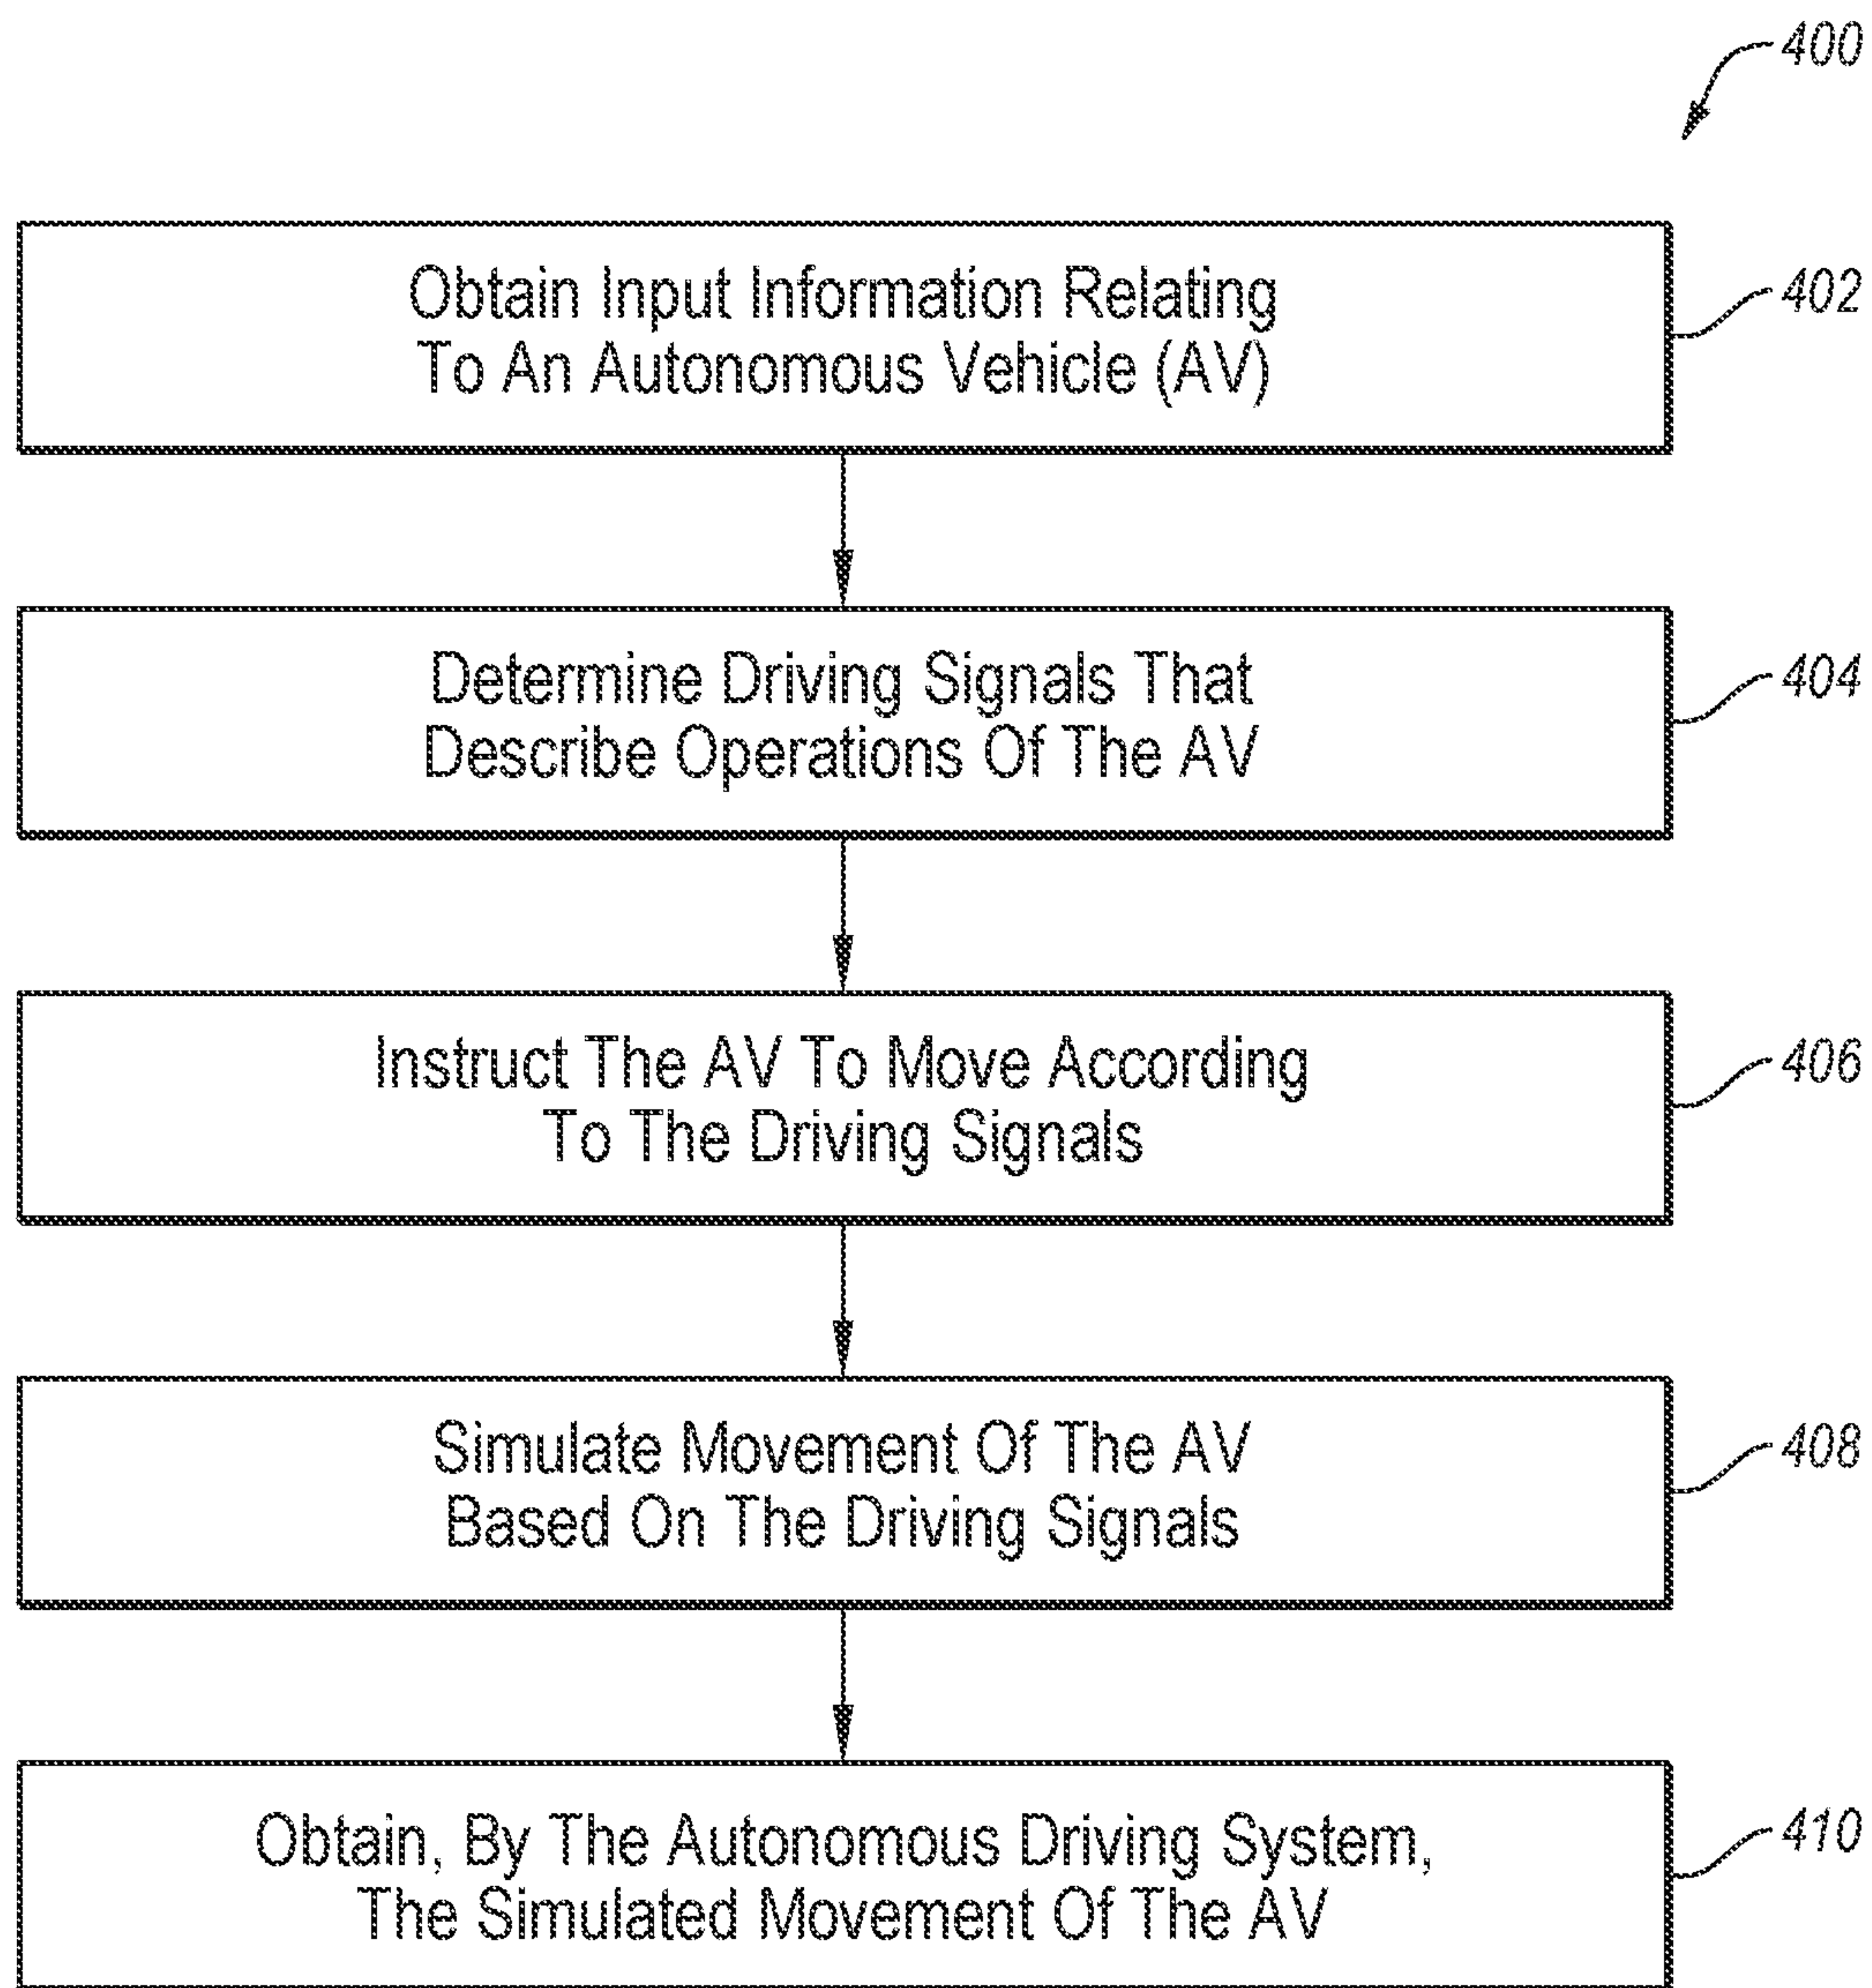 400
Obtain Input Information Relating
To An Autonomous Vehicle (AV)
402
Determine Driving Signals That
Describe Operations Of The AV
404
Instruct The AV To Move According
To The Driving Signals
406
Simulate Movement Of The AV
Based On The Driving Signals
408
Obtain, By The Autonomous Driving System,
The Simulated Movement Of The AV
410